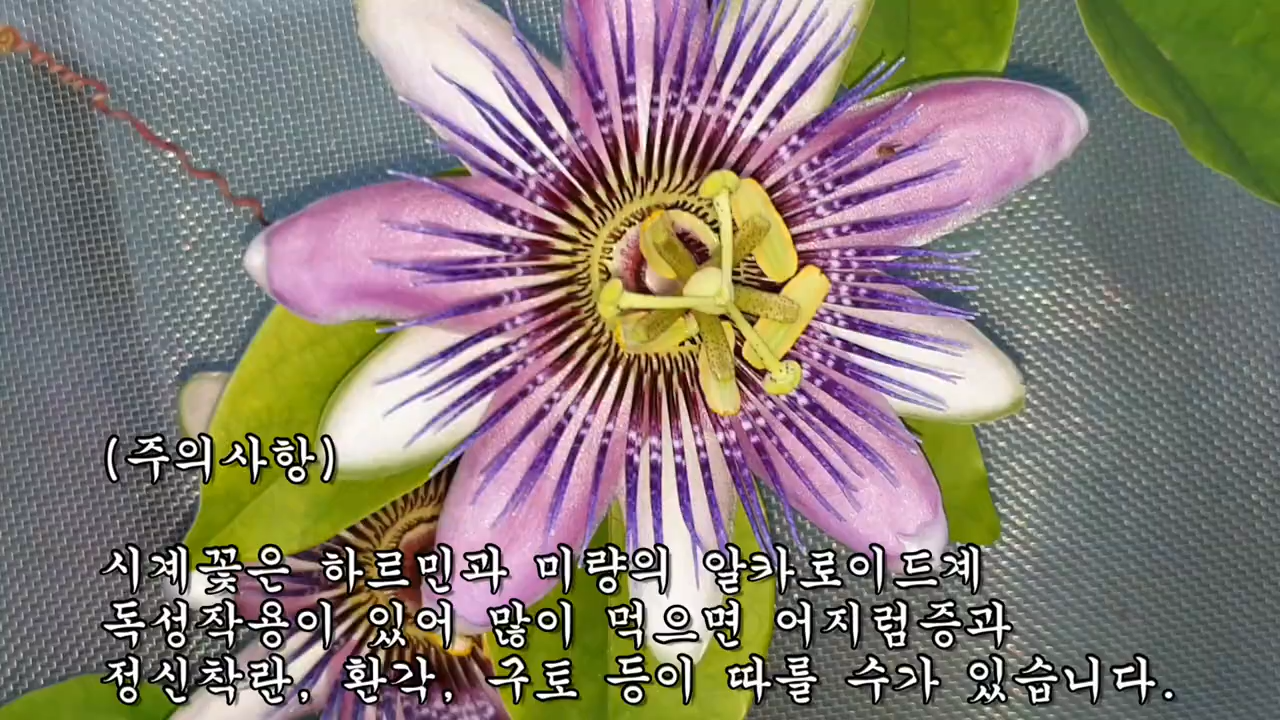 (주의사항)
시계꽃은 하르민과 미량의 알카로이드계
독성작용이 있어 많이 먹으면 어지럼증과
정신착란, 환각, 구토 등이 따를 수가 있습니다.